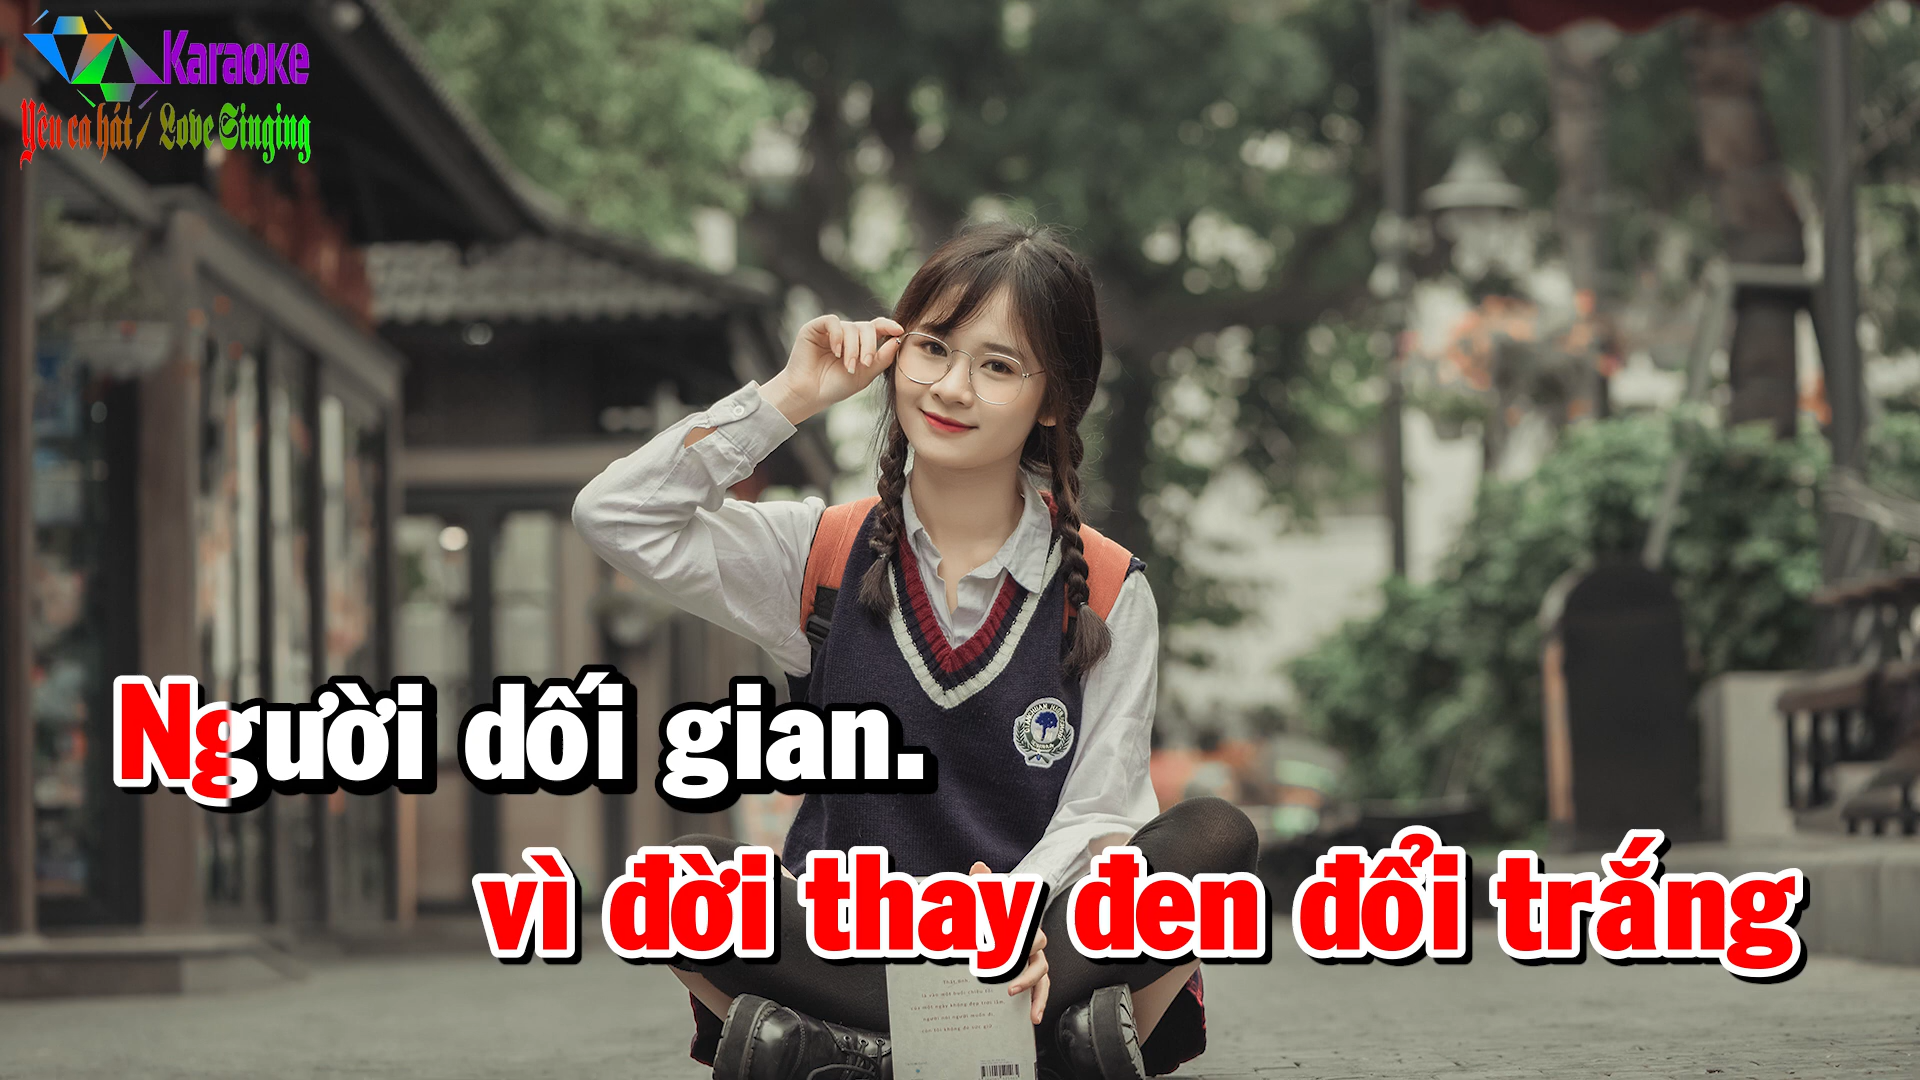 Karaoke
Yêu ca hát / Love Singing
Người dối gian.
vì đời thay đen đổi trắng